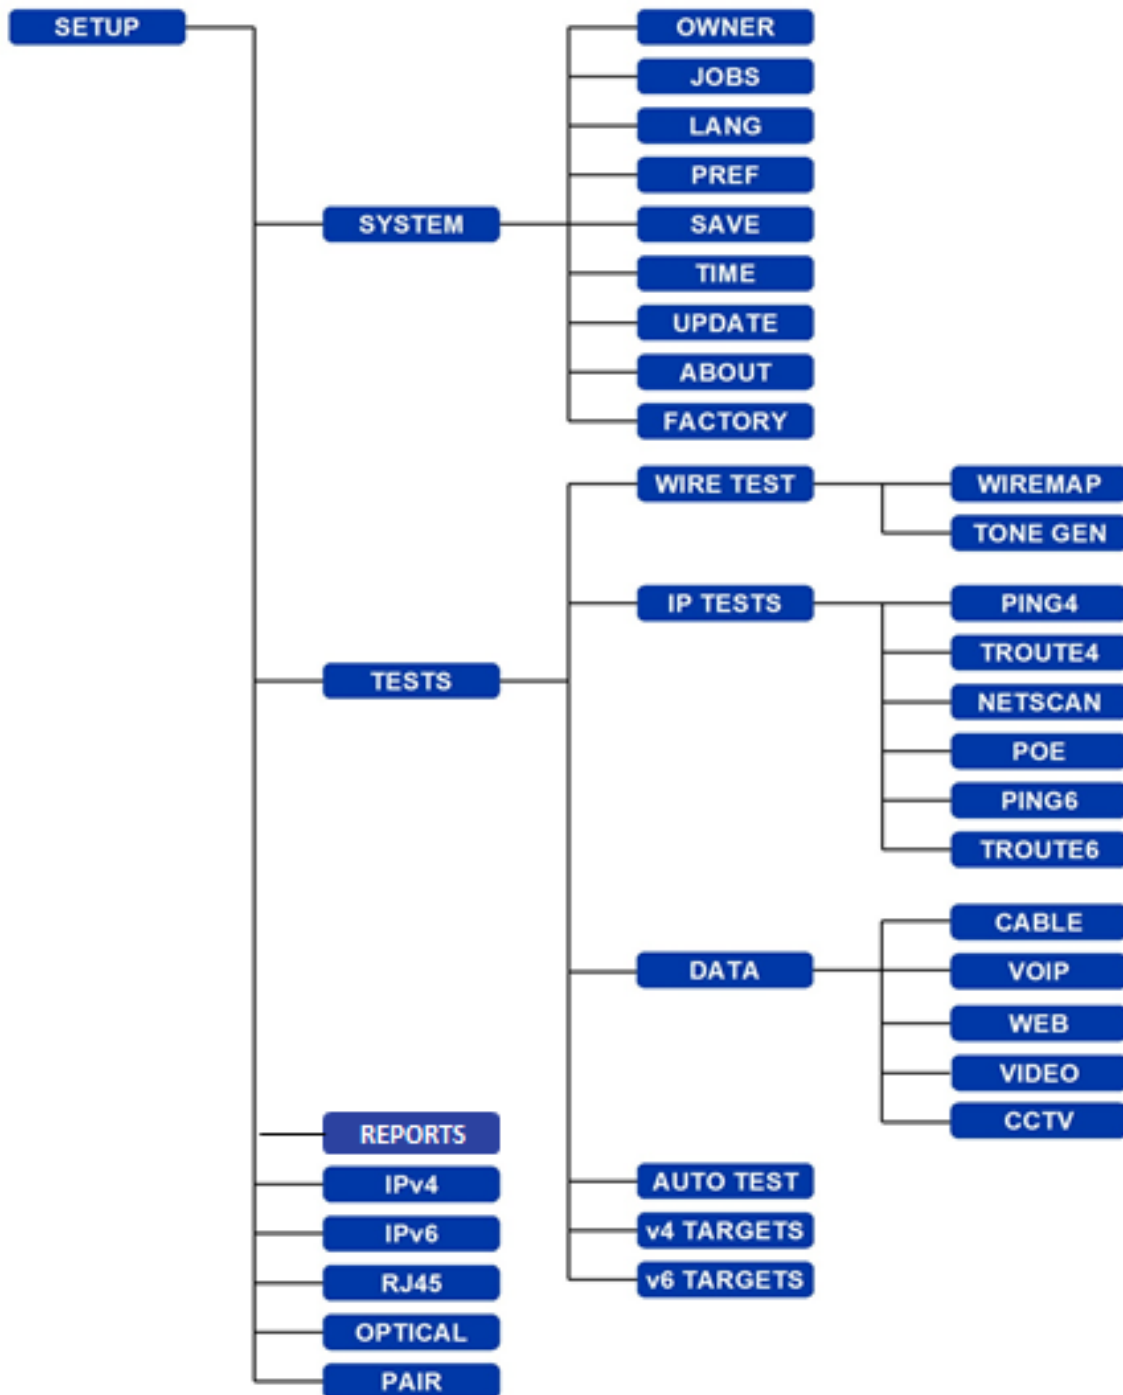 SETUP
SYSTEM
OWNER
JOBS
LANG
PREF
SAVE
TIME
UPDATE
ABOUT
FACTORY
TESTS
WIRE TEST
WIREMAP
TONE GEN
IP TESTS
PING4
TROUTE4
NETSCAN
POE
PING6
TROUTE6
DATA
CABLE
VOIP
WEB
VIDEO
CCTV
AUTO TEST
v4 TARGETS
v6 TARGETS
REPORTS
IPv4
IPv6
RJ45
OPTICAL
PAIR